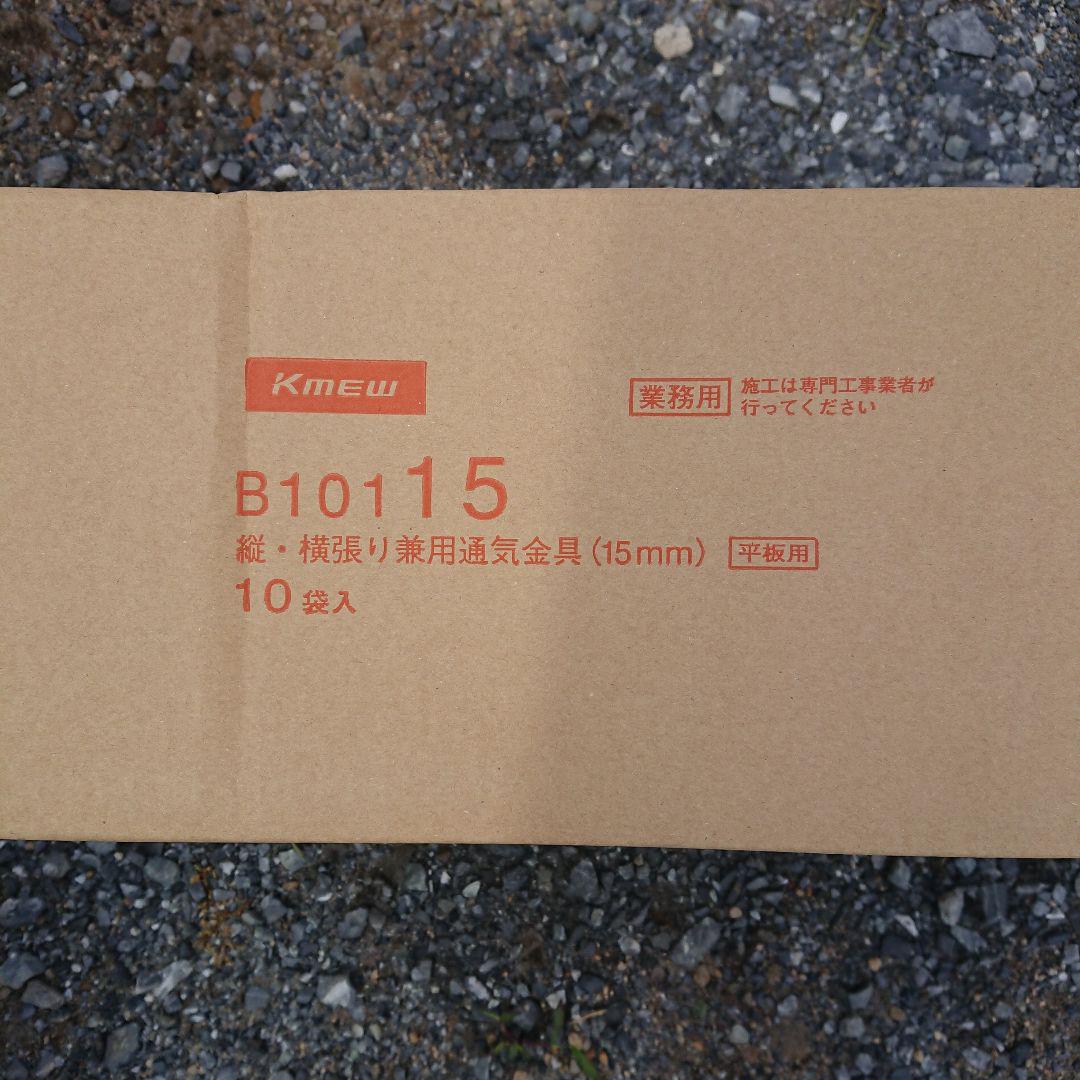 KMEW
業務用 施工は専門工事業者が
行ってください
B10115
縦・横張り兼用通気金具(15mm) 平板用
10袋入